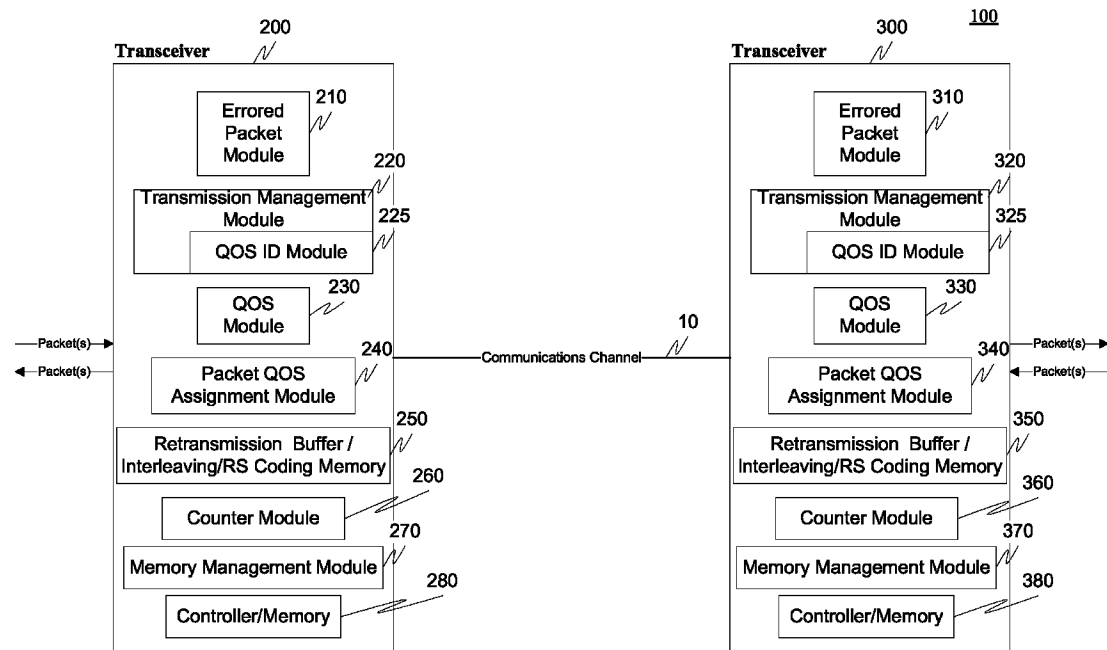 100
200
Transceiver
210
Errored
Packet
Module
220
Transmission Management
Module
225
QOS ID Module
230
QOS
Module
Packet(s)
Packet(s)
240
Packet QOS
Assignment Module
250
Retransmission Buffer /
Interleaving/RS Coding Memory
260
Counter Module
270
Memory Management Module
280
Controller/Memory
10
Communications Channel
300
Transceiver
310
Errored
Packet
Module
320
Transmission Management
Module
325
QOS ID Module
330
QOS
Module
Packet(s)
Packet(s)
340
Packet QOS
Assignment Module
350
Retransmission Buffer /
Interleaving/RS Coding Memory
360
Counter Module
370
Memory Management Module
380
Controller/Memory